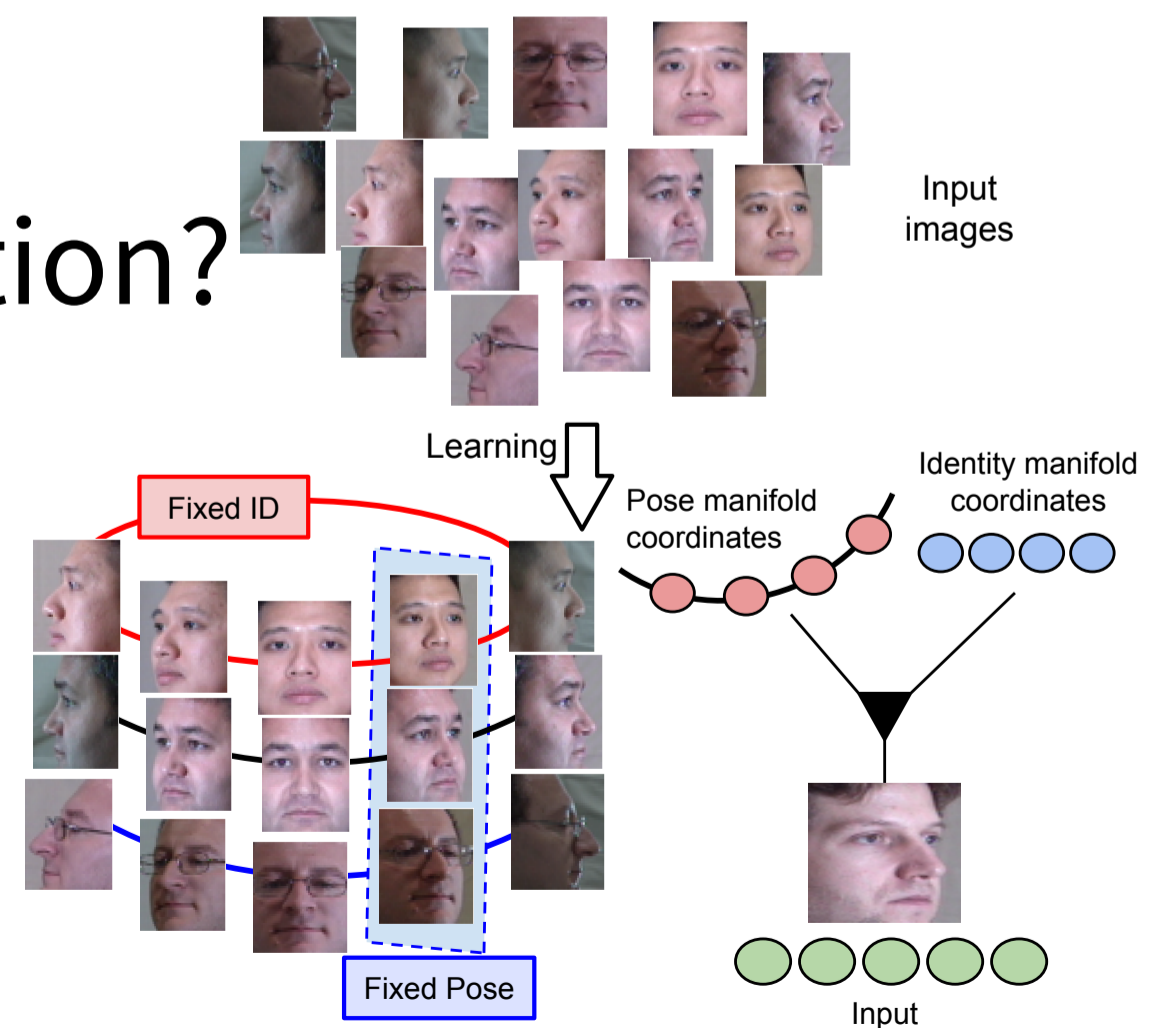 tion?
Input
images
Learning
Fixed ID
Pose manifold
coordinates
Identity manifold
coordinates
Fixed Pose
Input